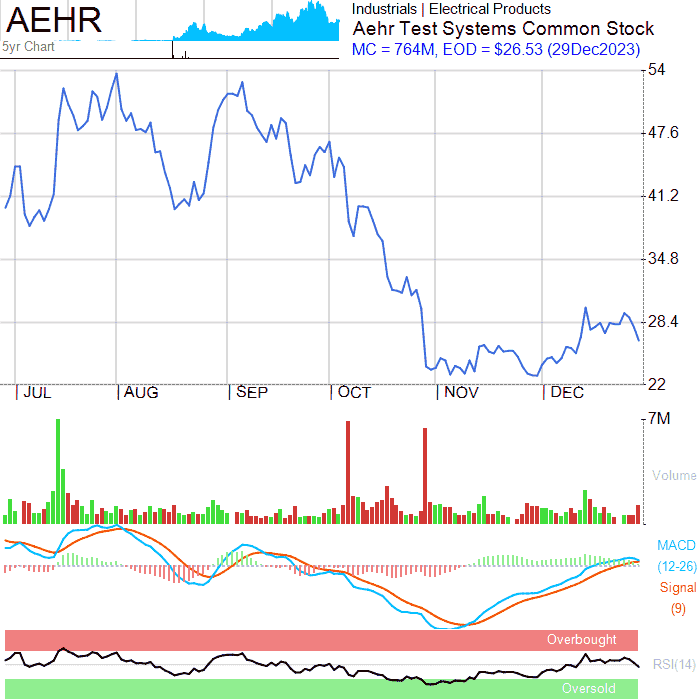 AEHR
5yr Chart
Industrials | Electrical Products
Aehr Test Systems Common Stock
MC = 764M, EOD = $26.53 (29Dec2023)
54
47.6
41.2
34.8
28.4
22
JUL AUG SEP OCT NOV DEC
7M
Volume
MACD
(12-26)
Signal
(9)
Overbought
RSI(14)
Oversold